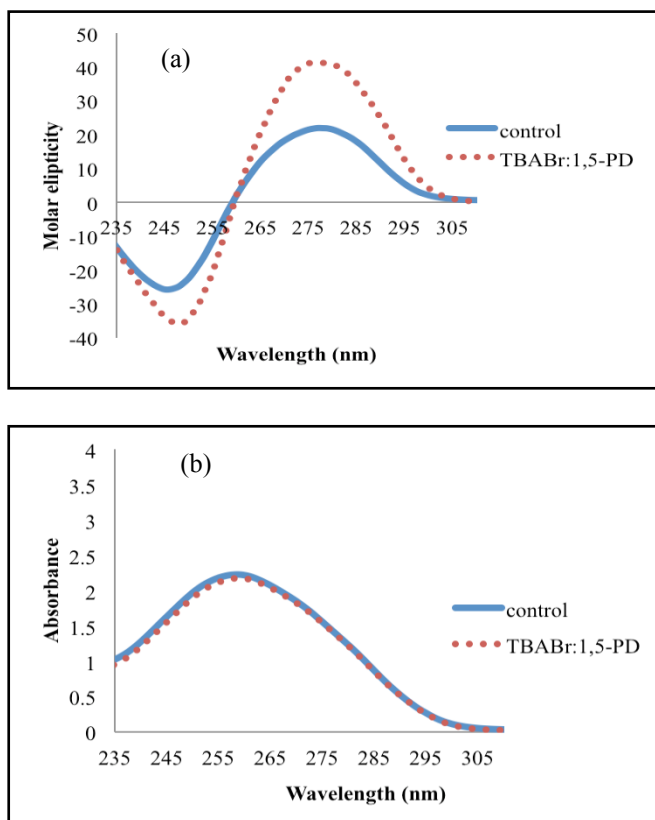 (a)
Molar elipticity
50
40
30
20
10
0
-10
-20
-30
-40
235 245 255 265 275 285 295 305
Wavelength (nm)
control
TBABr:1,5-PD
(b)
Absorbance
4
3.5
3
2.5
2
1.5
1
0.5
0
235 245 255 265 275 285 295 305
Wavelength (nm)
control
TBABr:1,5-PD